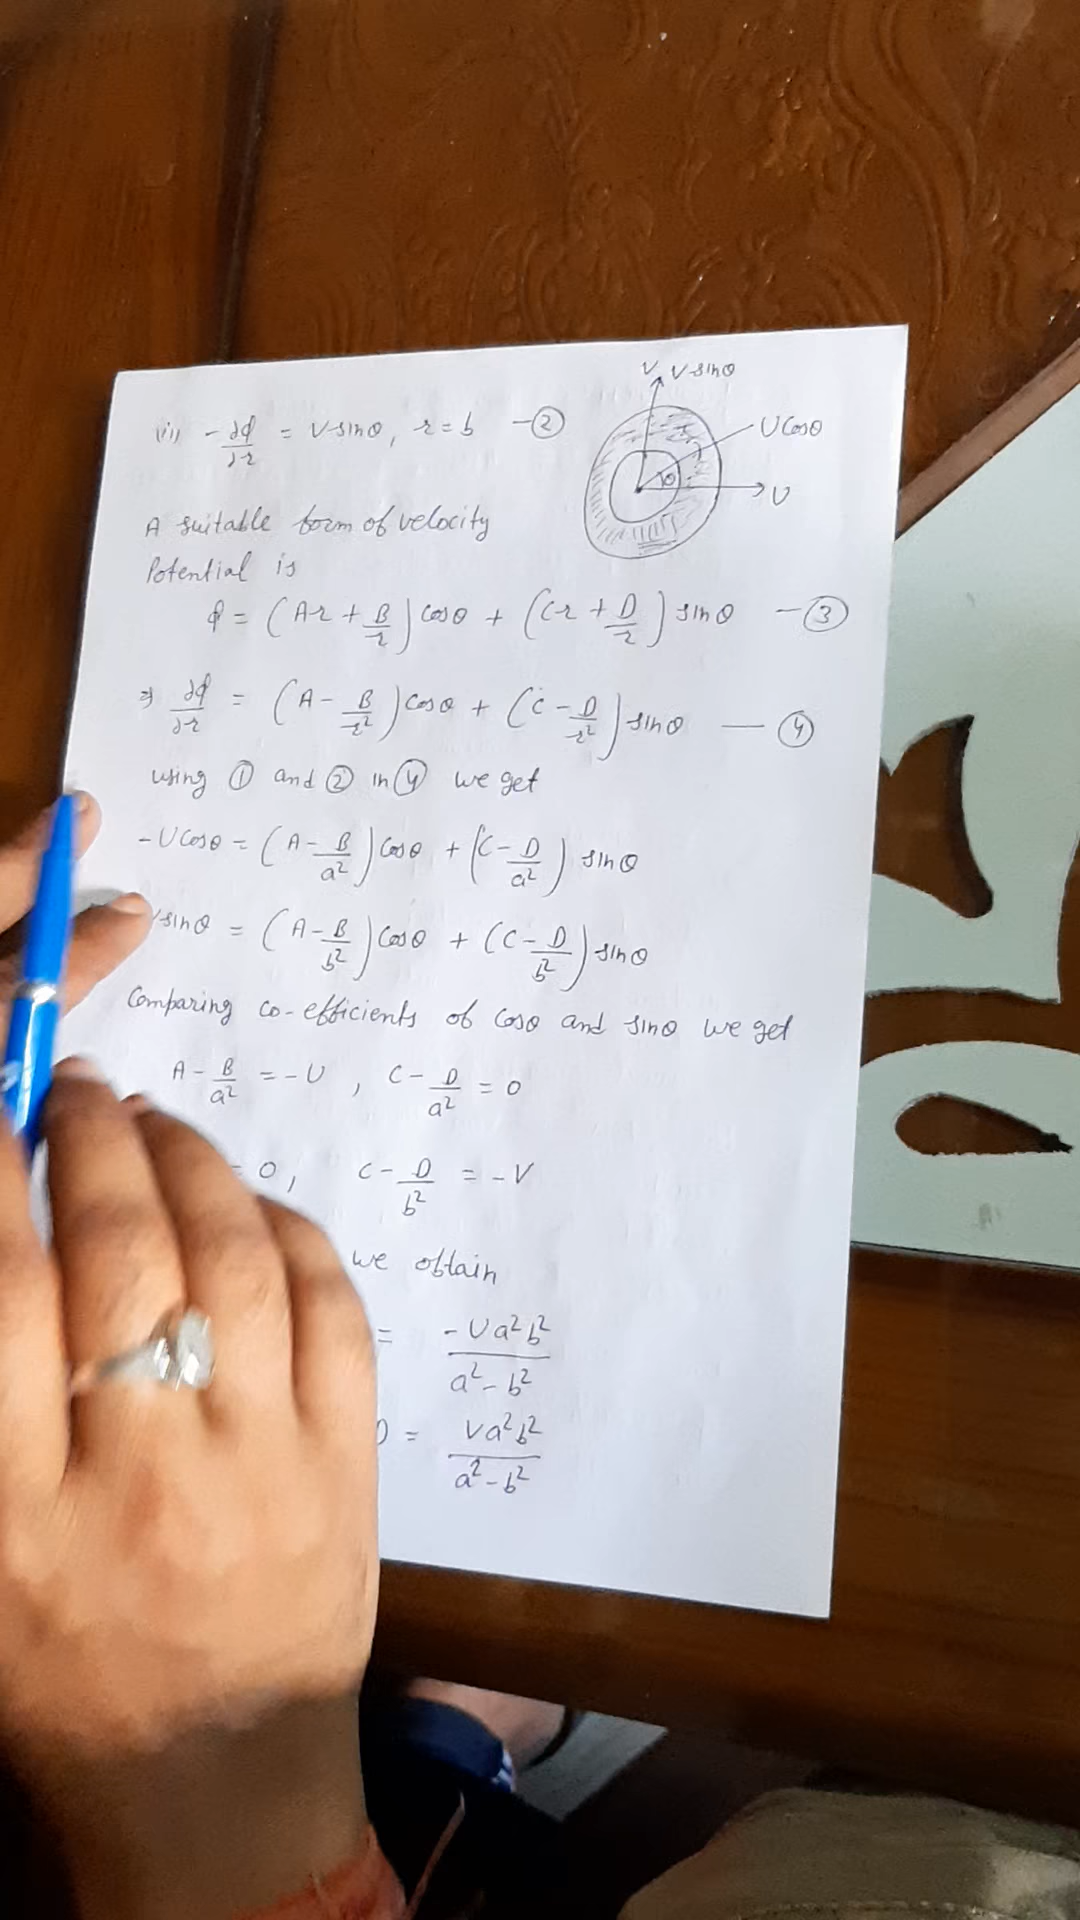 V V sinθ
(ii) -∂ϕ/∂r = V sinθ, r = b —②
U Cosθ
θ
U
A suitable form of velocity
Potential is
ϕ = (Ar + B/r) Cosθ + (Cr + D/r) sinθ —③
⇒ ∂ϕ/∂r = (A - B/r²) Cosθ + (C - D/r²) sinθ —④
using ① and ② in ④ we get
-U Cosθ = (A - B/a²) Cosθ + (C - D/a²) sinθ
sinθ = (A - B/b²) Cosθ + (C - D/b²) sinθ
Comparing co-efficients of Cosθ and sinθ we get
A - B/a² = -U, C - D/a² = 0
= 0, C - D/b² = -V
we obtain
= -Ua²b²/(a² - b²)
D = Va²b²/(a² - b²)